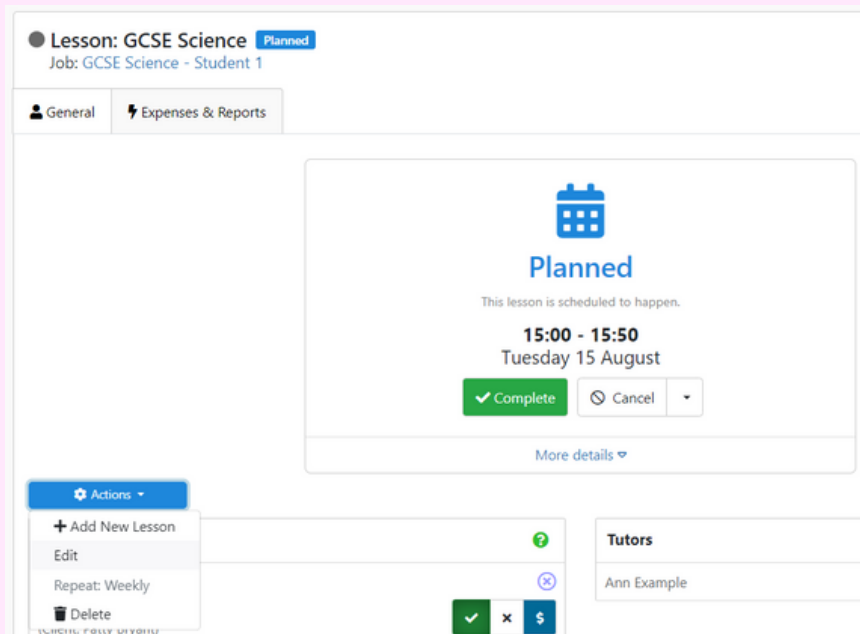 Lesson: GCSE Science Planned
Job: GCSE Science - Student 1
General Expenses & Reports
Planned
This lesson is scheduled to happen.
15:00 - 15:50
Tuesday 15 August
Complete Cancel
More details
Actions
Add New Lesson
Edit
Repeat: Weekly
Delete
Tutors
Ann Example
$